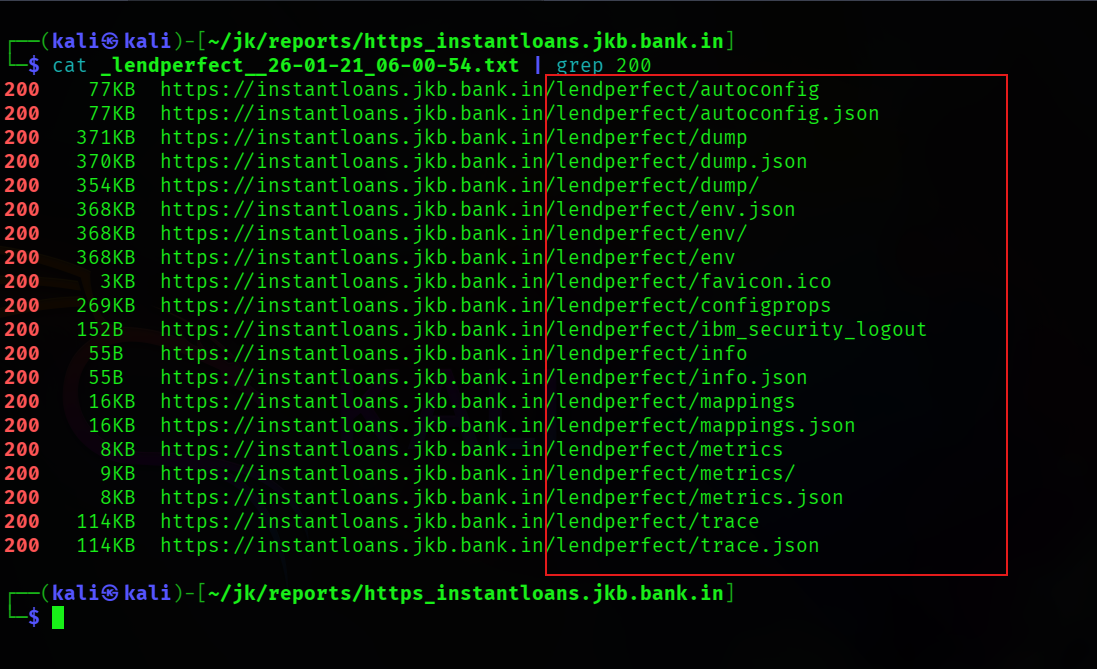 ┌──(kali㉿kali)-[~/jk/reports/https_instantloans.jkb.bank.in]
└─$ cat _lendperfect__26-01-21_06-00-54.txt | grep 200
200    77KB  https://instantloans.jkb.bank.in/lendperfect/autoconfig
200    77KB  https://instantloans.jkb.bank.in/lendperfect/autoconfig.json
200   371KB  https://instantloans.jkb.bank.in/lendperfect/dump
200   370KB  https://instantloans.jkb.bank.in/lendperfect/dump.json
200   354KB  https://instantloans.jkb.bank.in/lendperfect/dump/
200   368KB  https://instantloans.jkb.bank.in/lendperfect/env.json
200   368KB  https://instantloans.jkb.bank.in/lendperfect/env/
200   368KB  https://instantloans.jkb.bank.in/lendperfect/env
200     3KB  https://instantloans.jkb.bank.in/lendperfect/favicon.ico
200   269KB  https://instantloans.jkb.bank.in/lendperfect/configprops
200   152B   https://instantloans.jkb.bank.in/lendperfect/ibm_security_logout
200    55B   https://instantloans.jkb.bank.in/lendperfect/info
200    55B   https://instantloans.jkb.bank.in/lendperfect/info.json
200    16KB  https://instantloans.jkb.bank.in/lendperfect/mappings
200    16KB  https://instantloans.jkb.bank.in/lendperfect/mappings.json
200     8KB  https://instantloans.jkb.bank.in/lendperfect/metrics
200     9KB  https://instantloans.jkb.bank.in/lendperfect/metrics/
200     8KB  https://instantloans.jkb.bank.in/lendperfect/metrics.json
200   114KB  https://instantloans.jkb.bank.in/lendperfect/trace
200   114KB  https://instantloans.jkb.bank.in/lendperfect/trace.json
┌──(kali㉿kali)-[~/jk/reports/https_instantloans.jkb.bank.in]
└─$